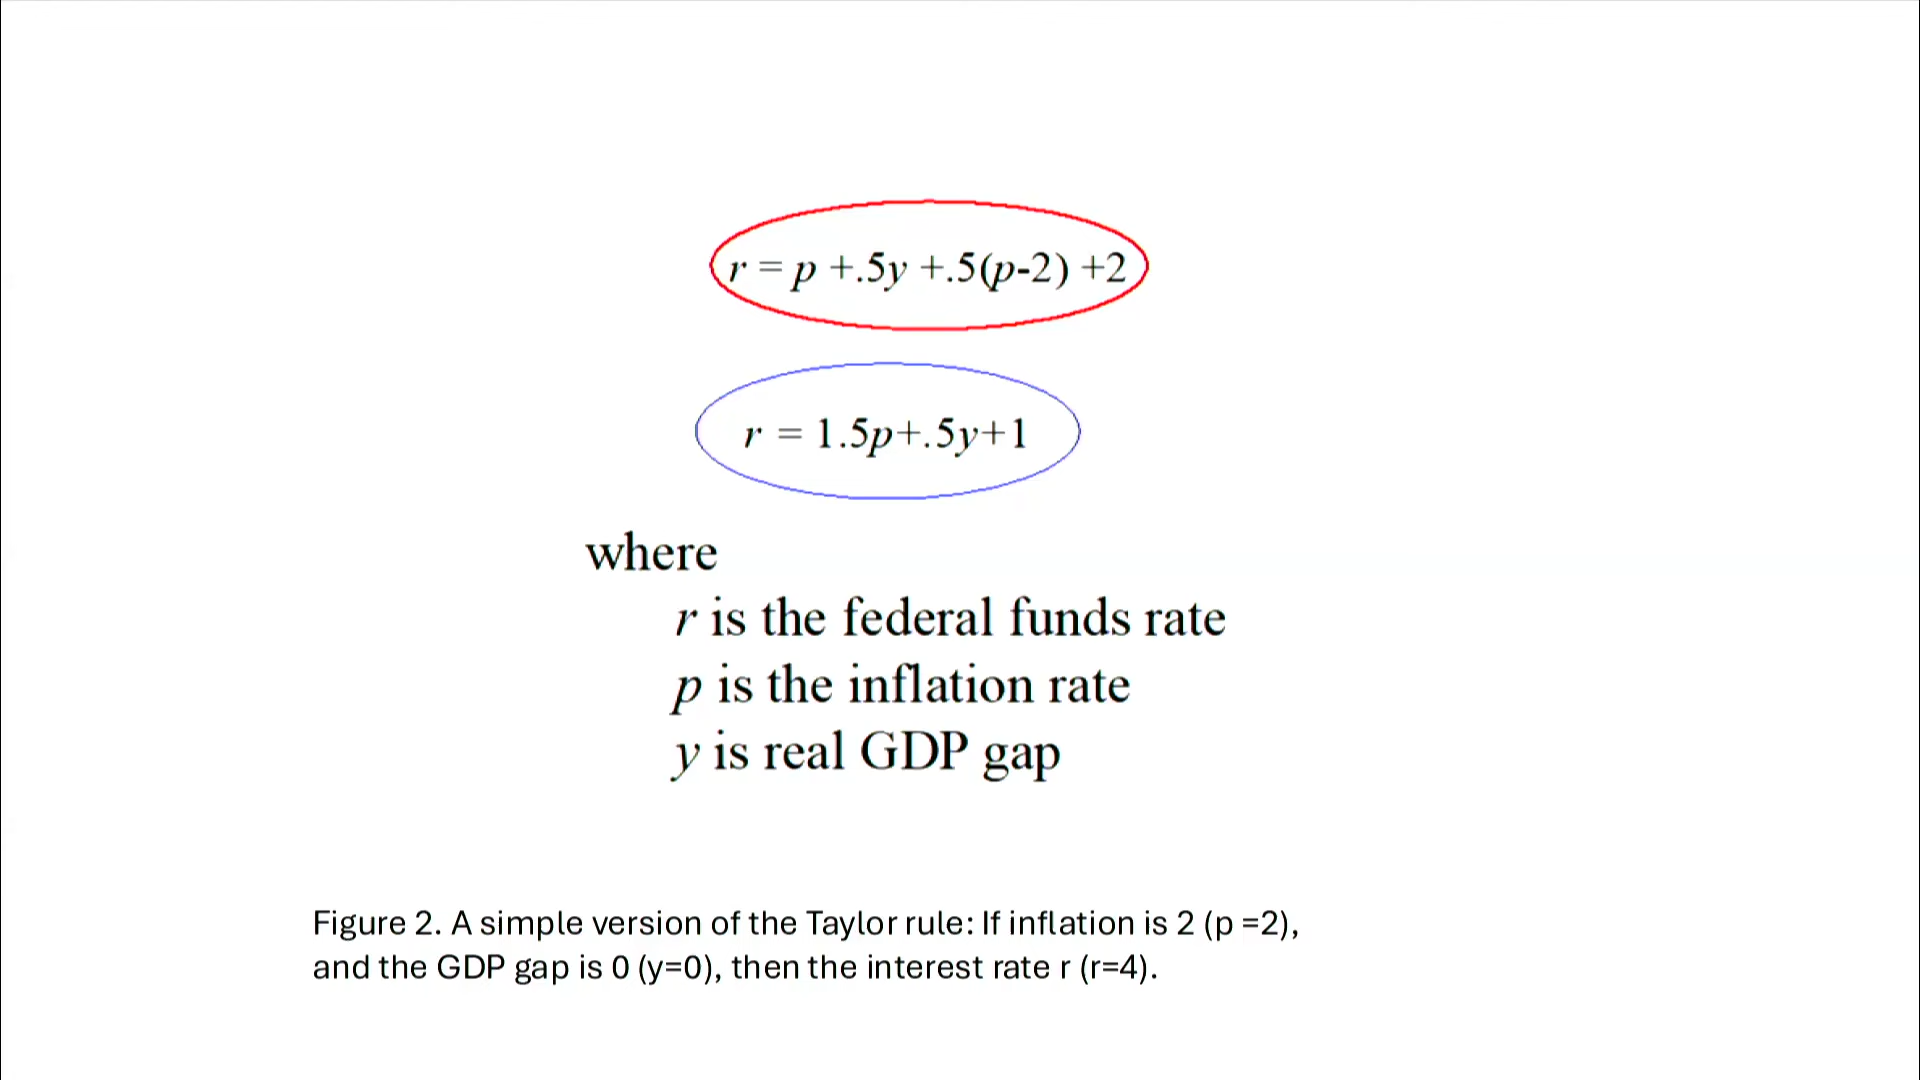 r = p +.5y +.5(p-2) +2
r = 1.5p+.5y+1
where
r is the federal funds rate
p is the inflation rate
y is real GDP gap
Figure 2. A simple version of the Taylor rule: If inflation is 2 (p =2),
and the GDP gap is 0 (y=0), then the interest rate r (r=4).